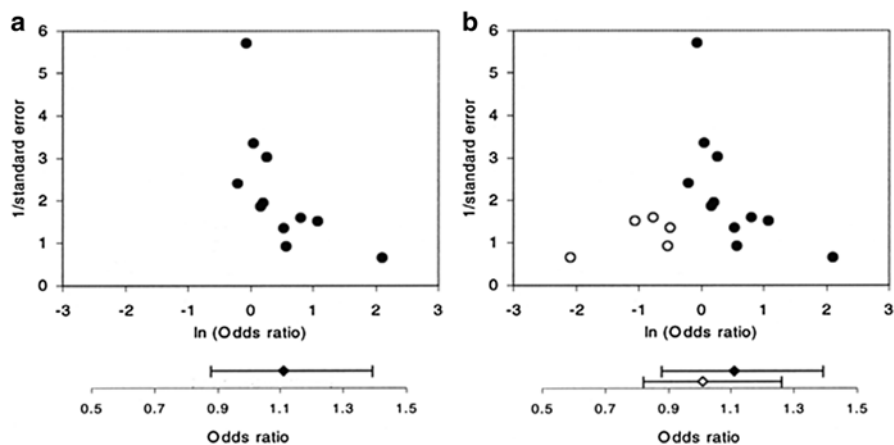 a
6
5
4
3
2
1
0
1/standard error
-3 -2 -1 0 1 2 3
ln (Odds ratio)
0.5 0.7 0.9 1.1 1.3 1.5
Odds ratio
b
6
5
4
3
2
1
0
1/standard error
-3 -2 -1 0 1 2 3
ln (Odds ratio)
0.5 0.7 0.9 1.1 1.3 1.5
Odds ratio